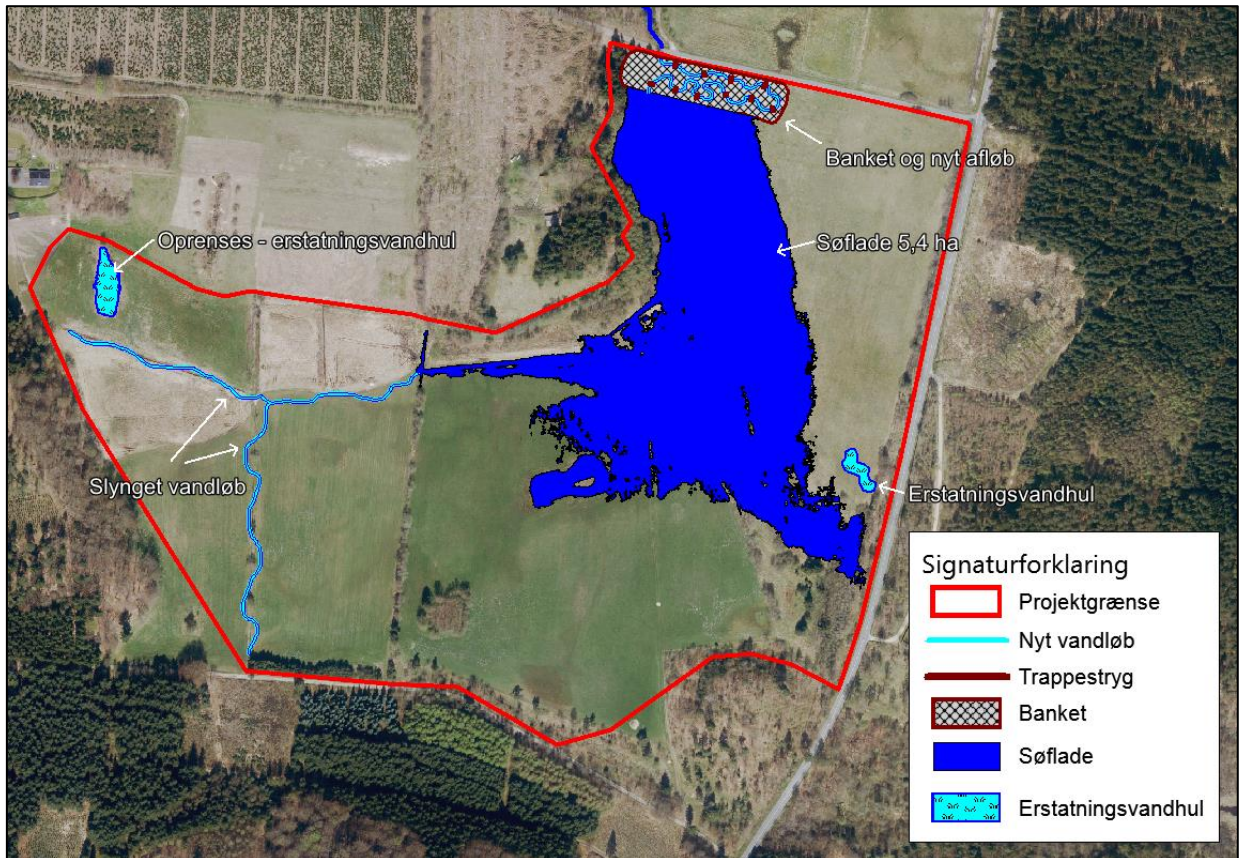 Banket og nyt afløb
Oprenses - erstatningsvandhul
Søflade 5,4 ha
Slynget vandløb
Erstatningsvandhul
Signaturforklaring
Projektgrænse
Nyt vandløb
Trappestryg
Banket
Søflade
Erstatningsvandhul